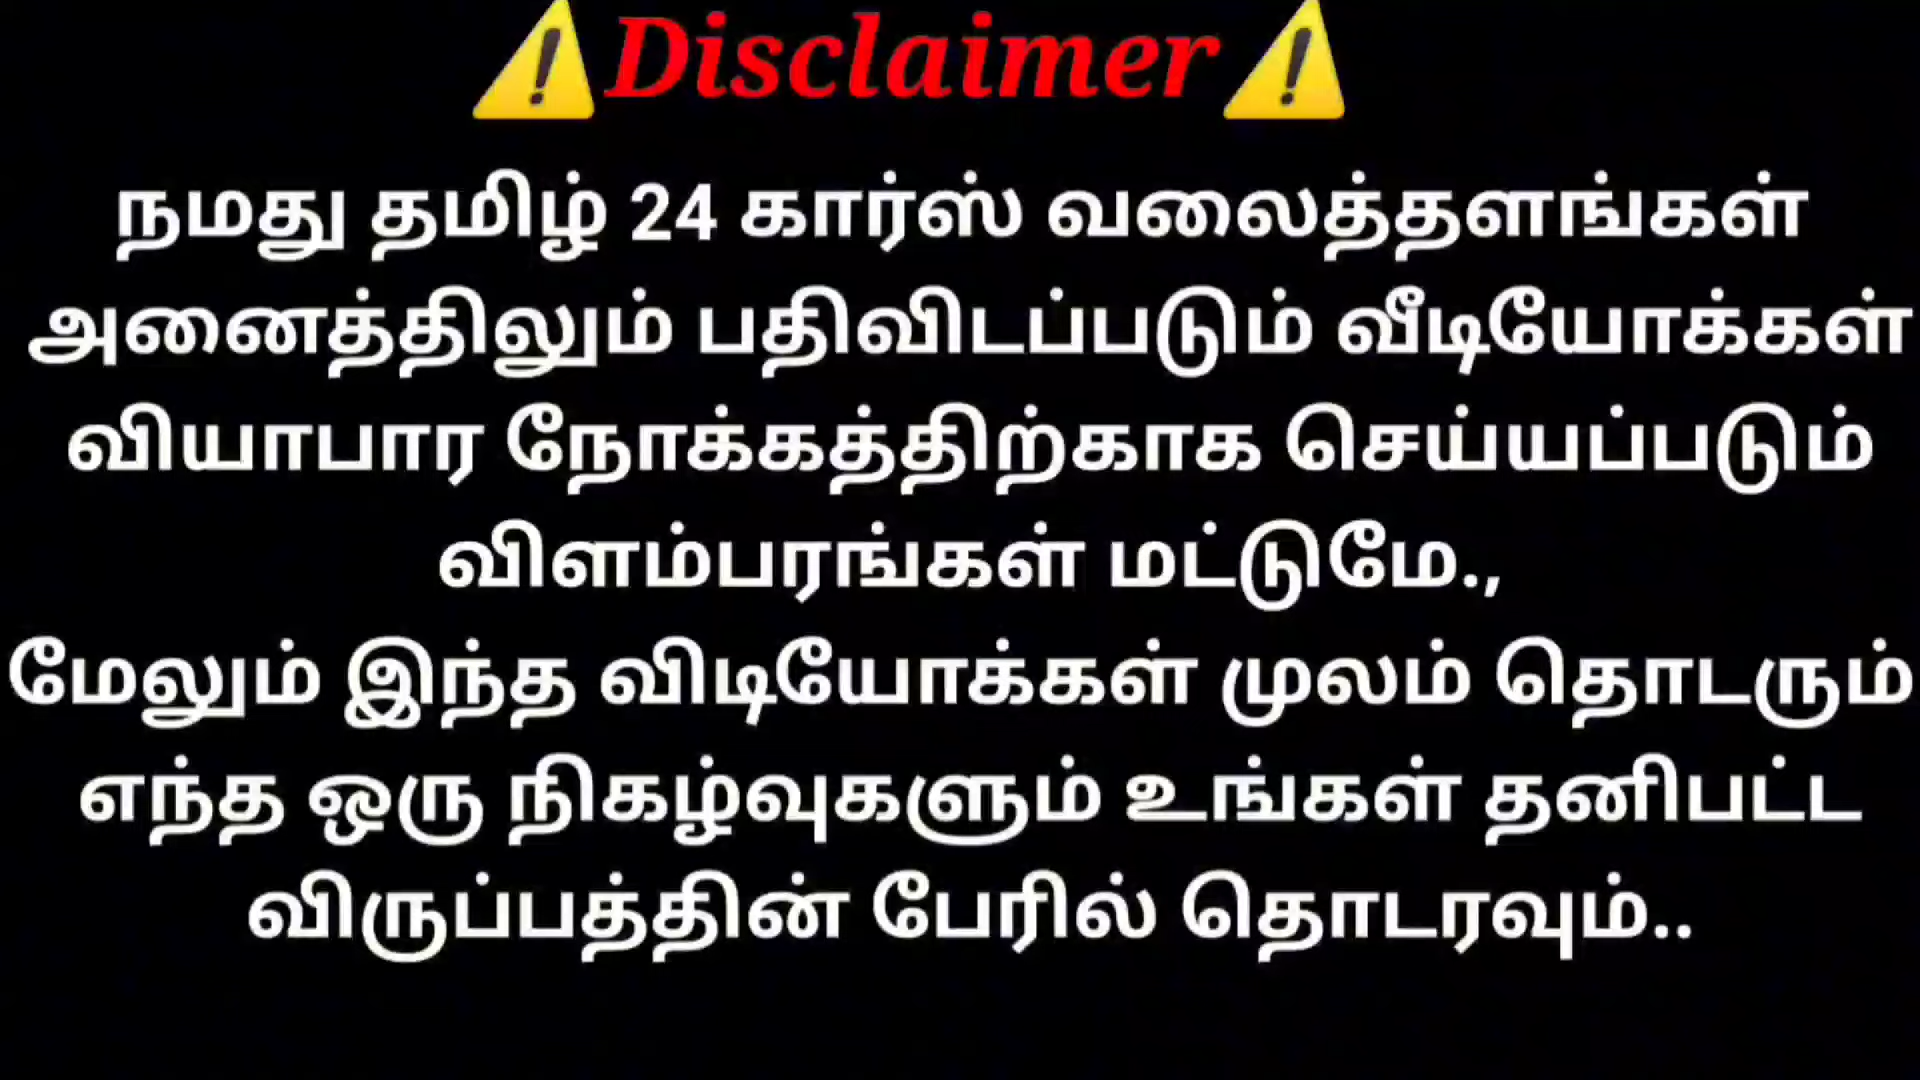 ⚠️Disclaimer⚠️
நமது தமிழ் 24 கார்ஸ் வலைத்தளங்கள்
அனைத்திலும் பதிவிடப்படும் வீடியோக்கள்
வியாபார நோக்கத்திற்காக செய்யப்படும்
விளம்பரங்கள் மட்டுமே.,
மேலும் இந்த விடியோக்கள் முலம் தொடரும்
எந்த ஒரு நிகழ்வுகளும் உங்கள் தனிபட்ட
விருப்பத்தின் பேரில் தொடரவும்..